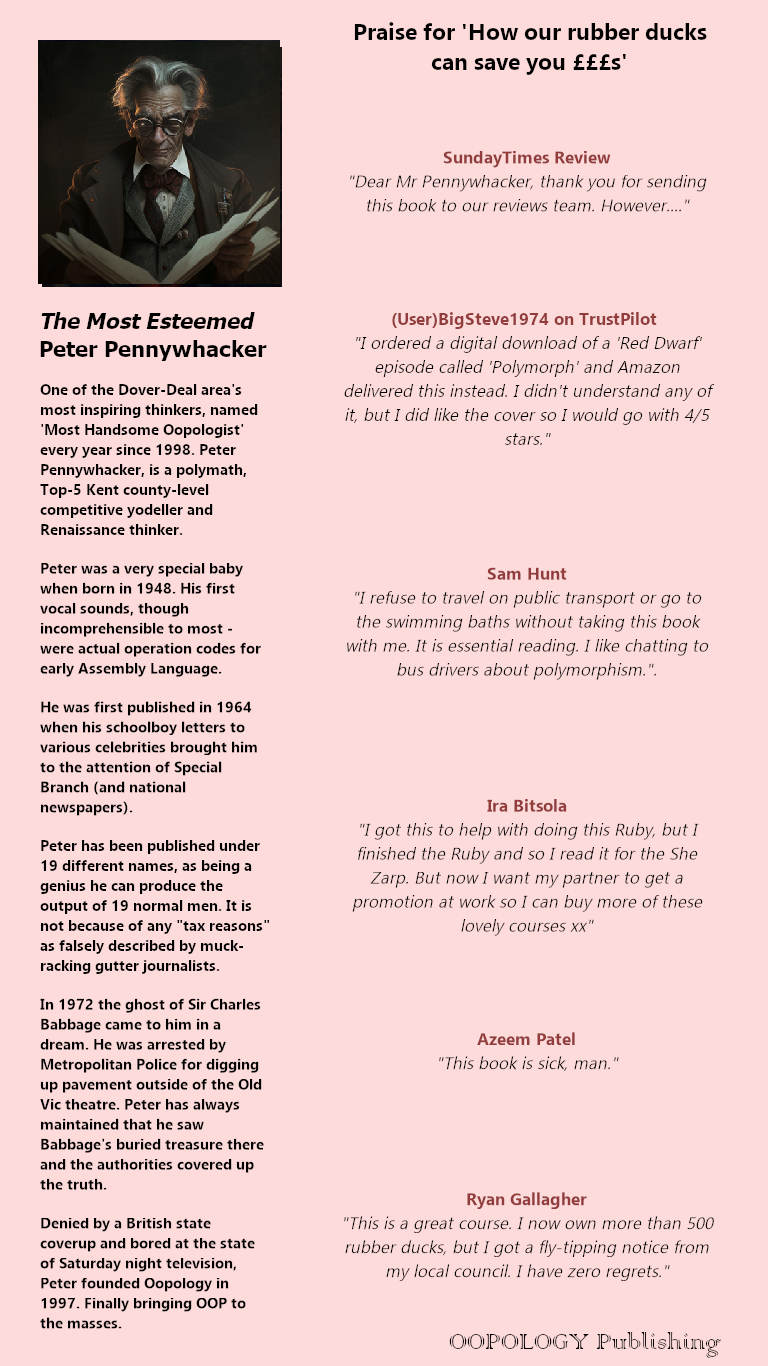 Praise for 'How our rubber ducks
can save you £££s'
The Most Esteemed
Peter Pennywhacker
One of the Dover-Deal area's
most inspiring thinkers, named
'Most Handsome Oopologist'
every year since 1998. Peter
Pennywhacker, is a polymath,
Top-5 Kent county-level
competitive yodeller and
Renaissance thinker.
Peter was a very special baby
when born in 1948. His first
vocal sounds, though
incomprehensible to most -
were actual operation codes for
early Assembly Language.
He was first published in 1964
when his schoolboy letters to
various celebrities brought him
to the attention of Special
Branch (and national
newspapers).
Peter has been published under
19 different names, as being a
genius he can produce the
output of 19 normal men. It is
not because of any "tax reasons"
as falsely described by muck-
racking gutter journalists.
In 1972 the ghost of Sir Charles
Babbage came to him in a
dream. He was arrested by
Metropolitan Police for digging
up pavement outside of the Old
Vic theatre. Peter has always
maintained that he saw
Babbage's buried treasure there
and the authorities covered up
the truth.
Denied by a British state
coverup and bored at the state
of Saturday night television,
Peter founded Oopology in
1997. Finally bringing OOP to
the masses.
SundayTimes Review
"Dear Mr Pennywhacker, thank you for sending
this book to our reviews team. However...."
(User)BigSteve1974 on TrustPilot
"I ordered a digital download of a 'Red Dwarf'
episode called 'Polymorph' and Amazon
delivered this instead. I didn't understand any of
it, but I did like the cover so I would go with 4/5
stars."
Sam Hunt
"I refuse to travel on public transport or go to
the swimming baths without taking this book
with me. It is essential reading. I like chatting to
bus drivers about polymorphism.".
Ira Bitsola
"I got this to help with doing this Ruby, but I
finished the Ruby and so I read it for the She
Zarp. But now I want my partner to get a
promotion at work so I can buy more of these
lovely courses xx"
Azeem Patel
"This book is sick, man."
Ryan Gallagher
"This is a great course. I now own more than 500
rubber ducks, but I got a fly-tipping notice from
my local council. I have zero regrets."
OOPOLOGY Publishing